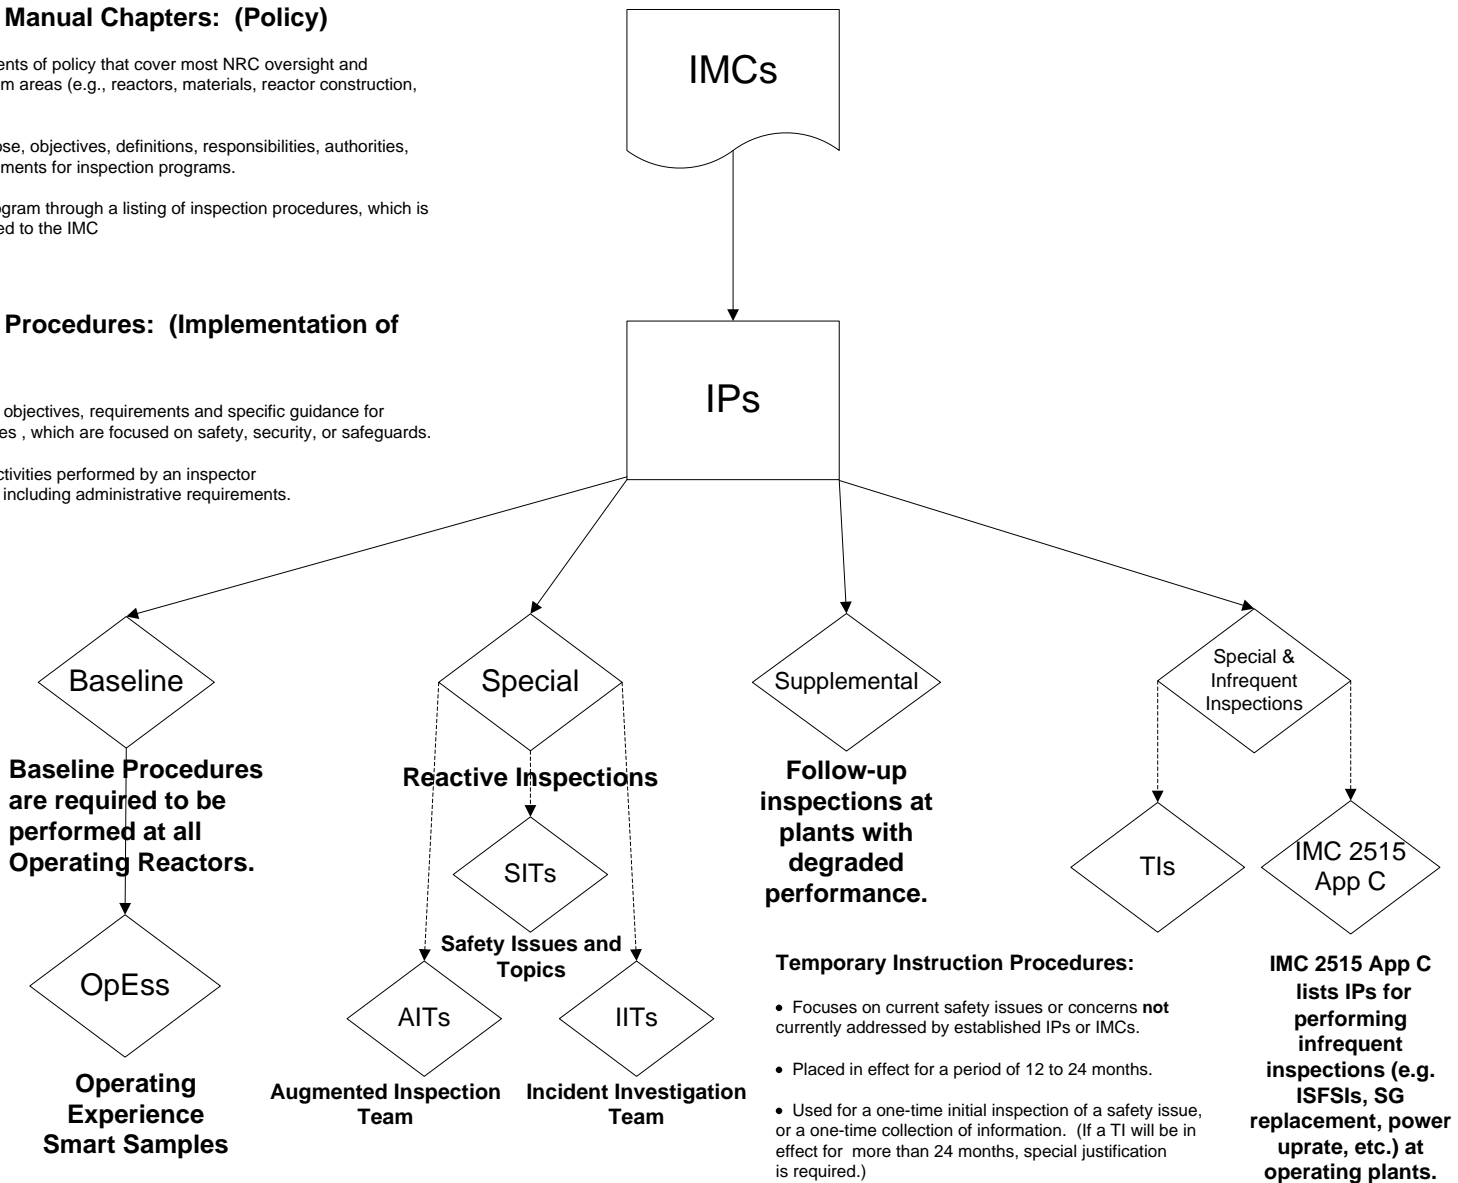 Manual Chapters: (Policy)
ents of policy that cover most NRC oversight and
m areas (e.g., reactors, materials, reactor construction,
ose, objectives, definitions, responsibilities, authorities,
ements for inspection programs.
ogram through a listing of inspection procedures, which is
ed to the IMC
IMCs
Procedures: (Implementation of
objectives, requirements and specific guidance for
es , which are focused on safety, security, or safeguards.
ctivities performed by an inspector
including administrative requirements.
IPs
Baseline
Special
Supplemental
Special &
Infrequent
Inspections
Baseline Procedures
are required to be
performed at all
Operating Reactors.
Reactive Inspections
Follow-up
inspections at
plants with
degraded
performance.
SITs
Safety Issues and
Topics
TIs
IMC 2515
App C
OpEss
Operating
Experience
Smart Samples
AITs
Augmented Inspection
Team
IITs
Incident Investigation
Team
Temporary Instruction Procedures:
• Focuses on current safety issues or concerns not
currently addressed by established IPs or IMCs.
• Placed in effect for a period of 12 to 24 months.
• Used for a one-time initial inspection of a safety issue,
or a one-time collection of information. (If a TI will be in
effect for more than 24 months, special justification
is required.)
IMC 2515 App C
lists IPs for
performing
infrequent
inspections (e.g.
ISFSIs, SG
replacement, power
uprate, etc.) at
operating plants.